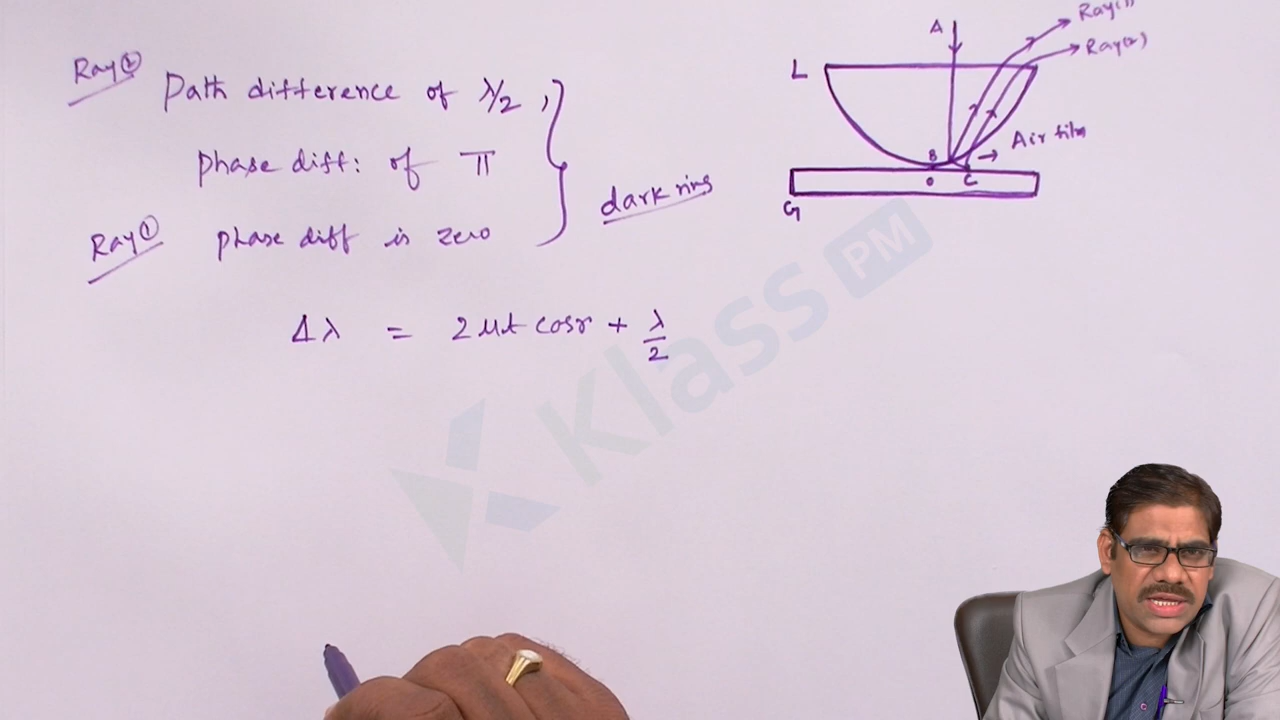 Ray② Path difference of λ/2,
phase diff: of π
Ray① phase diff is zero
dark ring
Δλ = 2μt cosr + λ/2
A
Ray(1)
Ray(2)
L
Air film
B
O
C
G
Klass PM